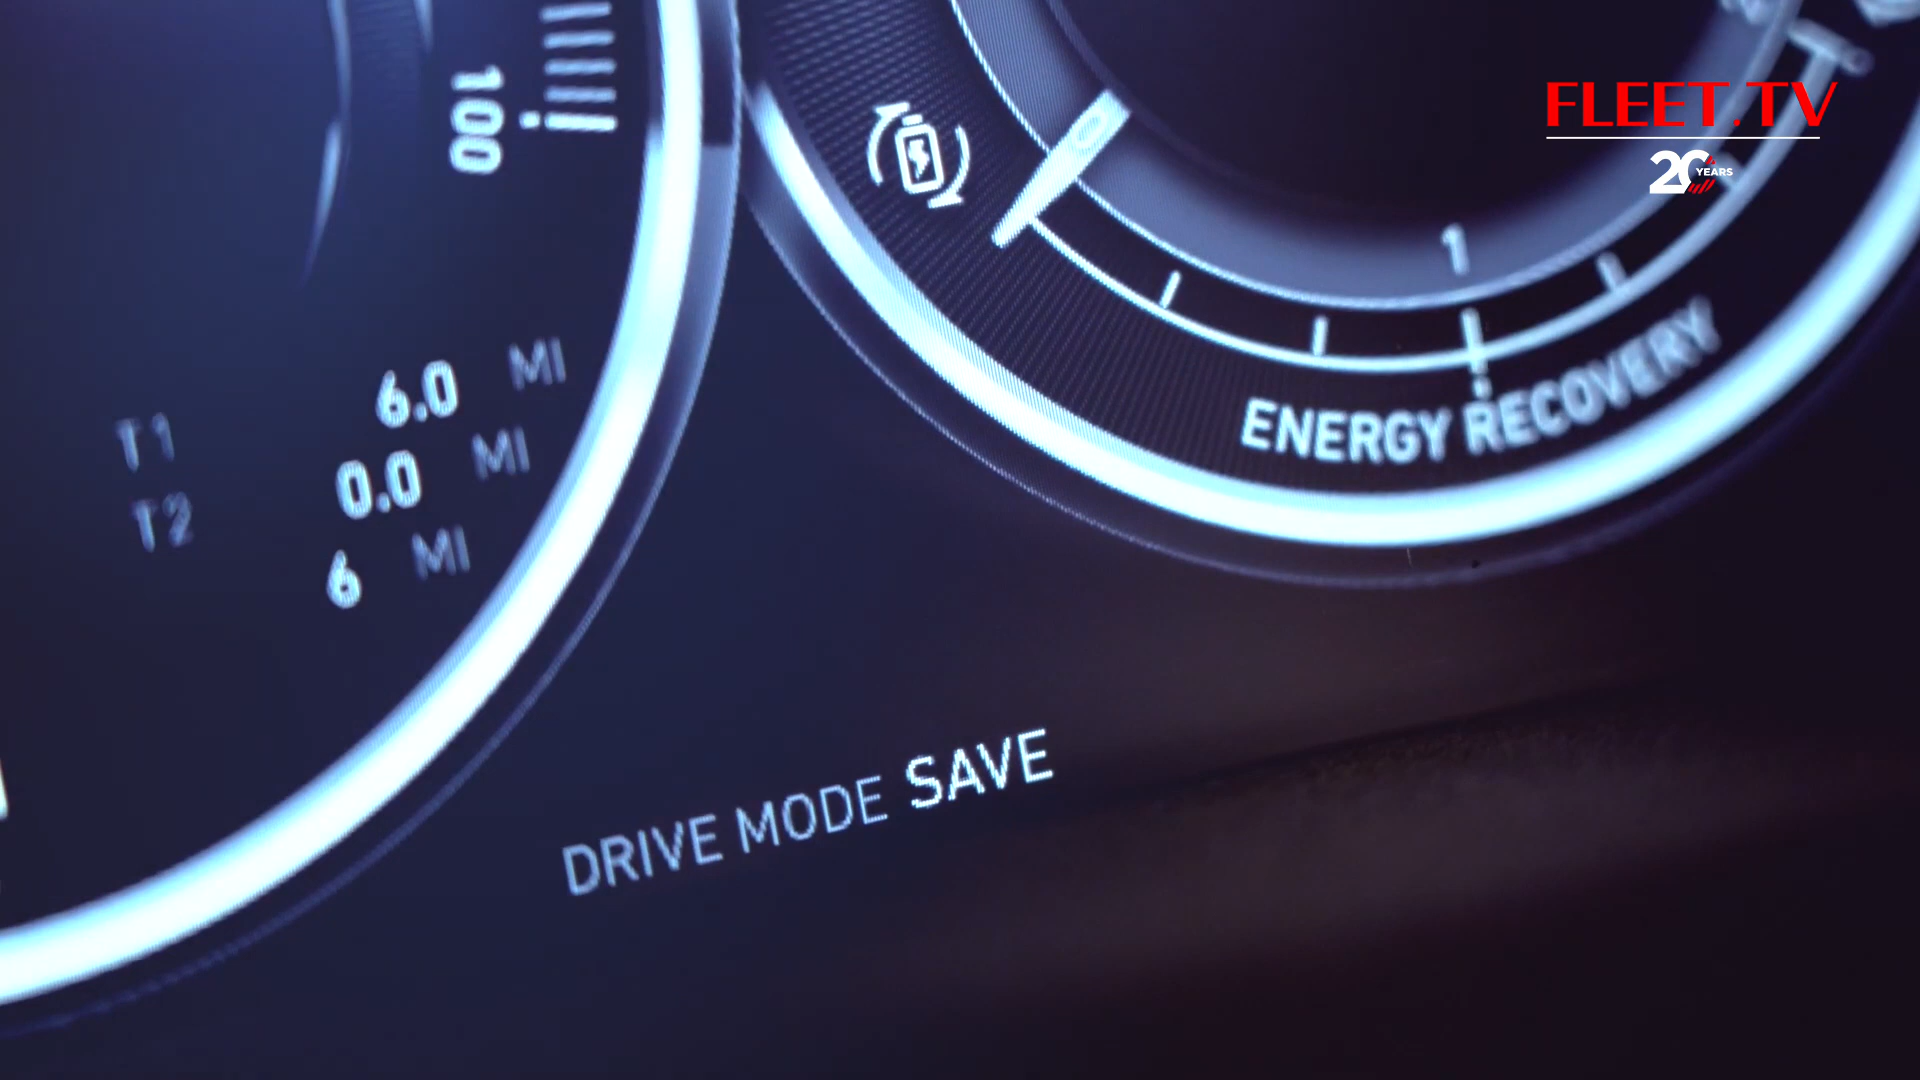 FLEET.TV
20 YEARS
100
0
1
ENERGY RECOVERY
T1 6.0 MI
T2 0.0 MI
6 MI
DRIVE MODE SAVE